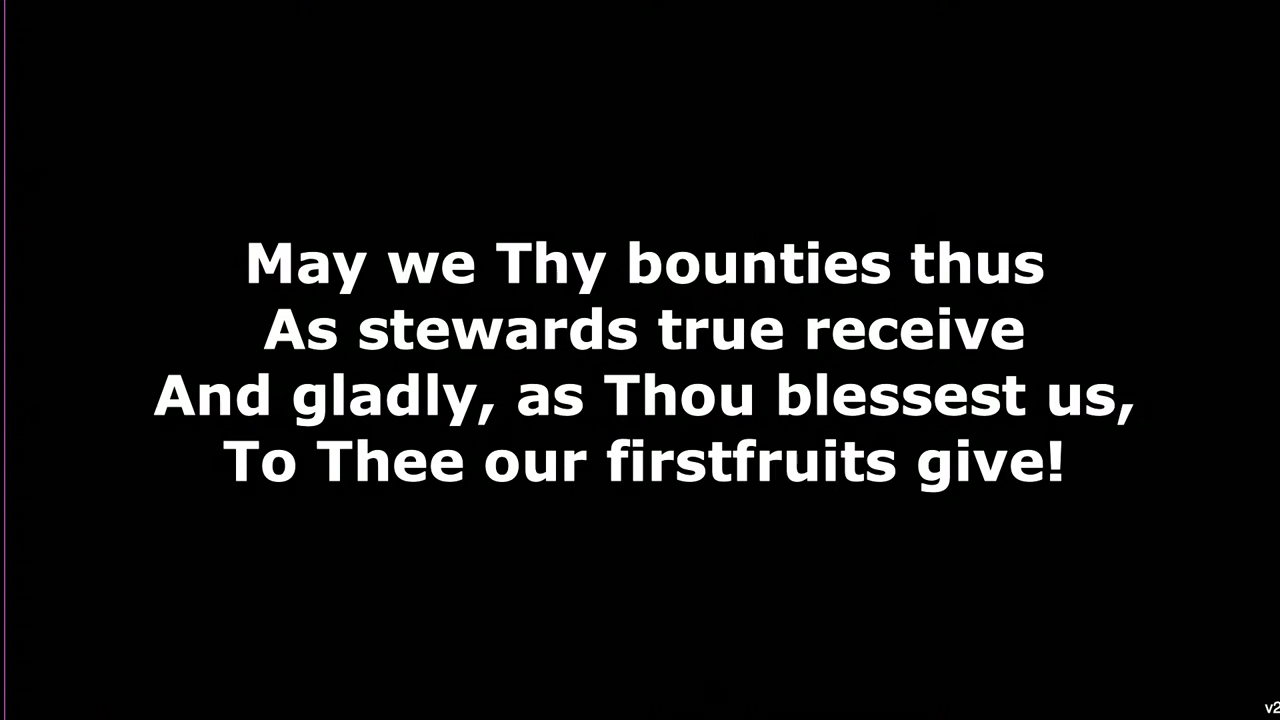 May we Thy bounties thus
As stewards true receive
And gladly, as Thou blessest us,
To Thee our firstfruits give!
v2